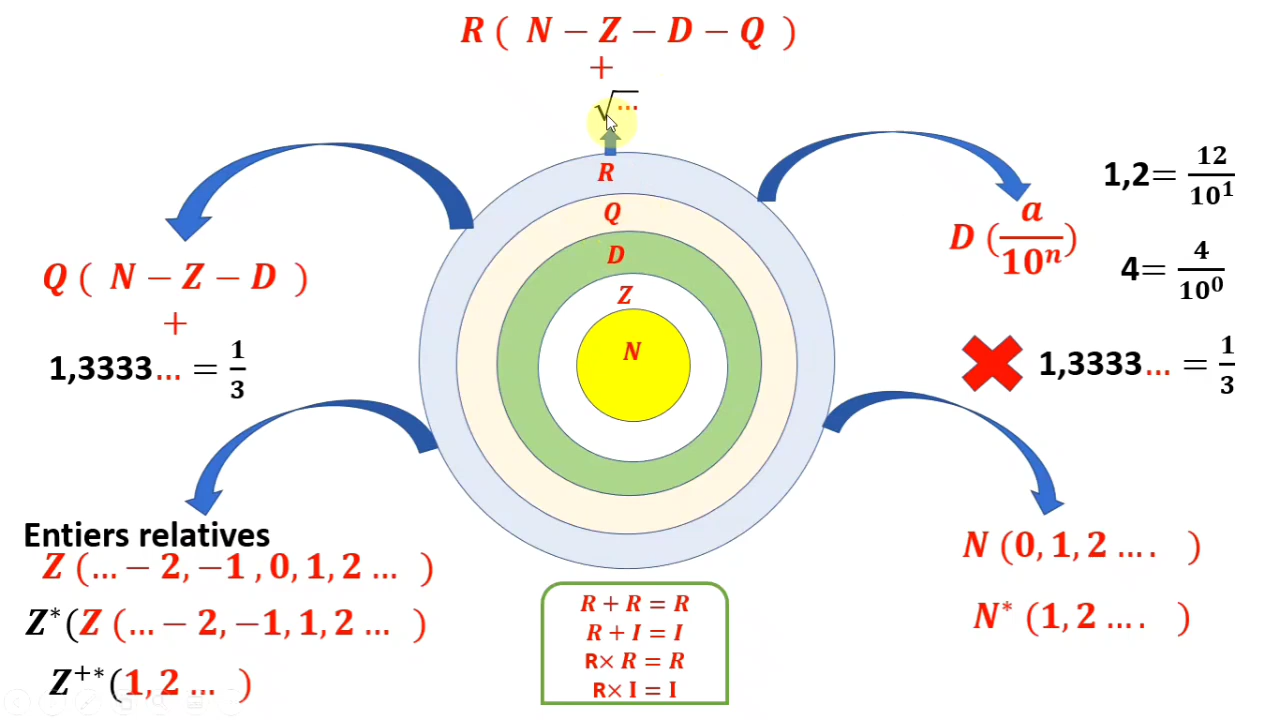 R ( N − Z − D − Q )
+
√...
R
Q
D
Z
N
Q ( N − Z − D )
+
1,3333... = 1/3
D (a/10ⁿ)
1,2= 12/10¹
4= 4/10⁰
1,3333... = 1/3
Entiers relatives
Z (... − 2, −1 , 0, 1, 2 ... )
Z*(Z (... − 2, −1, 1, 2 ... )
Z⁺*(1, 2 ... )
N (0, 1, 2 .... )
N* (1, 2 .... )
R + R = R
R + I = I
R× R = R
R× I = I